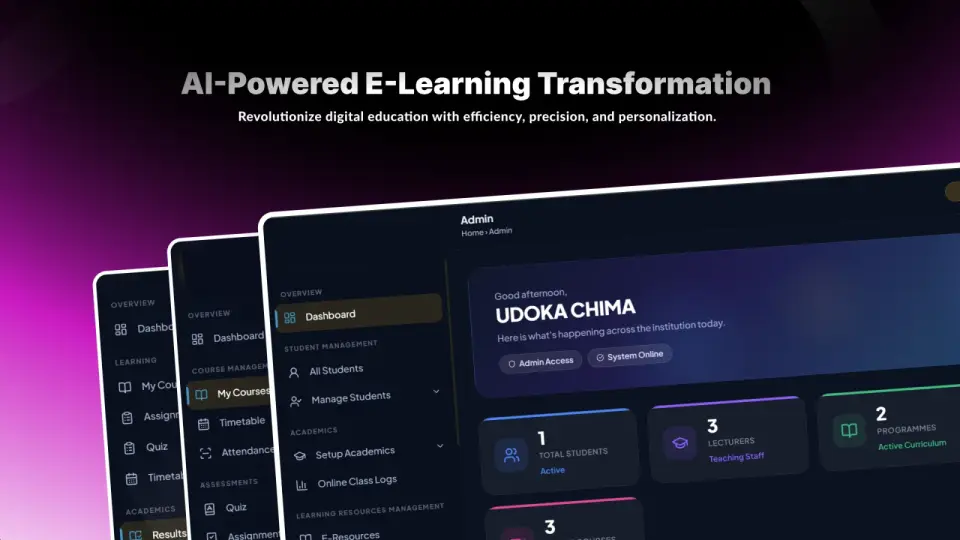 AI-Powered E-Learning Transformation
Revolutionize digital education with efficiency, precision, and personalization.
OVERVIEW
Dashbo
LEARNING
My Cou
Assignm
Quiz
Timetab
ACADEMICS
Results
OVERVIEW
Dashboard
COURSE MANAGEM
My Courses
Timetable
Attendance
ASSESSMENTS
Quiz
Assignment
OVERVIEW
Dashboard
STUDENT MANAGEMENT
All Students
Manage Students
ACADEMICS
Setup Academics
Online Class Logs
LEARNING RESOURCES MANAGEMENT
E-Resources
Admin
Home › Admin
Good afternoon,
UDOKA CHIMA
Here is what's happening across the institution today.
Admin Access
System Online
1
TOTAL STUDENTS
Active
3
LECTURERS
Teaching Staff
2
PROGRAMMES
Active Curriculum
3